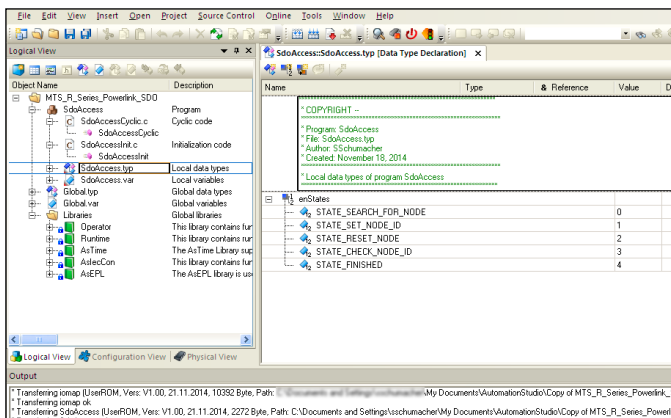 File Edit View Insert Open Project Source Control Online Tools Window Help
Logical View
SdoAccess::SdoAccess.typ [Data Type Declaration]
Object Name Description
Name Type & Reference Value D
MTS_R_Series_Powerlink_SDO
SdoAccess Program
SdoAccessCyclic.c Cyclic code
SdoAccessCyclic
SdoAccessInit.c Initialization code
SdoAccessInit
SdoAccess.typ Local data types
SdoAccess.var Local variables
Global.typ Global data types
Global.var Global variables
Libraries Global libraries
Operator This library contains fur
Runtime This library contains fur
AsTime The AsTime Library sup
AsIecCon This library contains fur
AsEPL The AsEPL library is use
* COPYRIGHT --
* Program: SdoAccess
* File: SdoAccess.typ
* Author: SSchumacher
* Created: November 18, 2014
* Local data types of program SdoAccess
enStates
STATE_SEARCH_FOR_NODE 0
STATE_SET_NODE_ID 1
STATE_RESET_NODE 2
STATE_CHECK_NODE_ID 3
STATE_FINISHED 4
Logical View Configuration View Physical View
Output
* Transferring iomap (UserROM, Vers: V1.00, 21.11.2014, 10392 Byte, Path: \My Documents\AutomationStudio\Copy of MTS_R_Series_Powerlink_
* Transferring iomap ok
* Transferring SdoAccess (UserROM, Vers: V1.00, 21.11.2014, 2272 Byte, Path: C:\Documents and Settings\sschumacher\My Documents\AutomationStudio\Copy of MTS_R_Series_Powerl